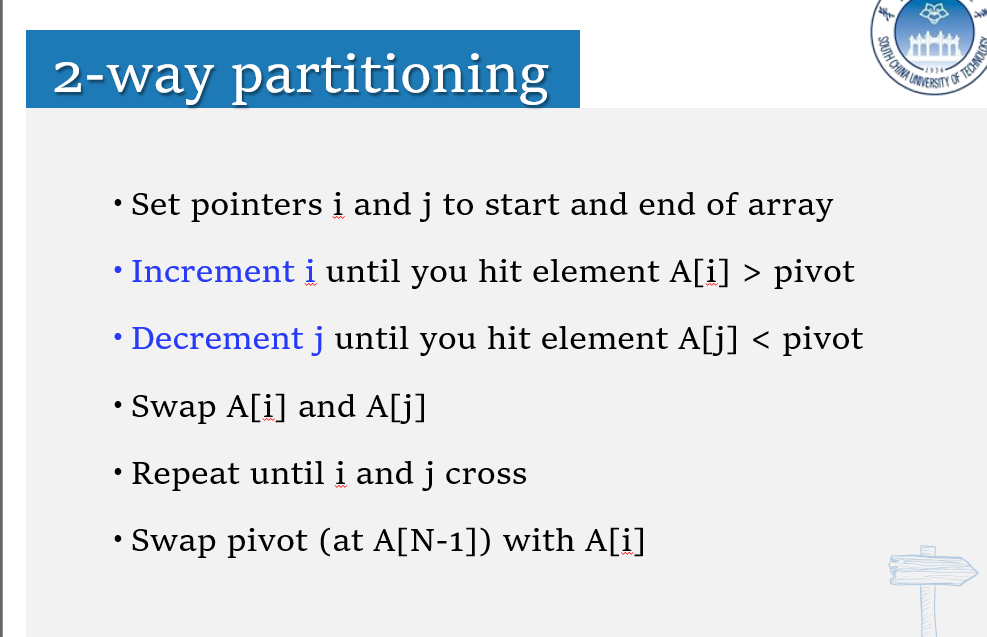 2-way partitioning
SOUTH CHINA UNIVERSITY OF TECHNOLOGY
1934
• Set pointers i and j to start and end of array
• Increment i until you hit element A[i] > pivot
• Decrement j until you hit element A[j] < pivot
• Swap A[i] and A[j]
• Repeat until i and j cross
• Swap pivot (at A[N-1]) with A[i]